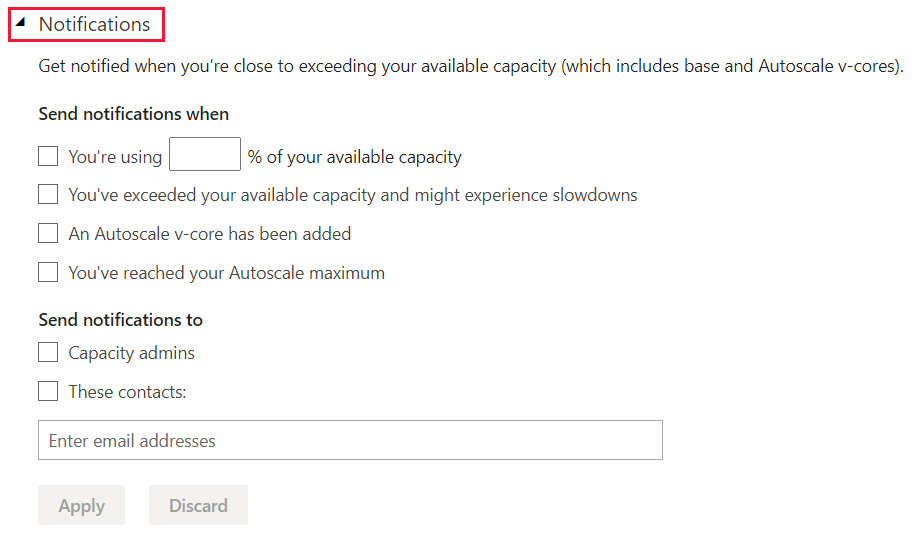 Notifications
Get notified when you're close to exceeding your available capacity (which includes base and Autoscale v-cores).
Send notifications when
You're using % of your available capacity
You've exceeded your available capacity and might experience slowdowns
An Autoscale v-core has been added
You've reached your Autoscale maximum
Send notifications to
Capacity admins
These contacts:
Enter email addresses
Apply Discard